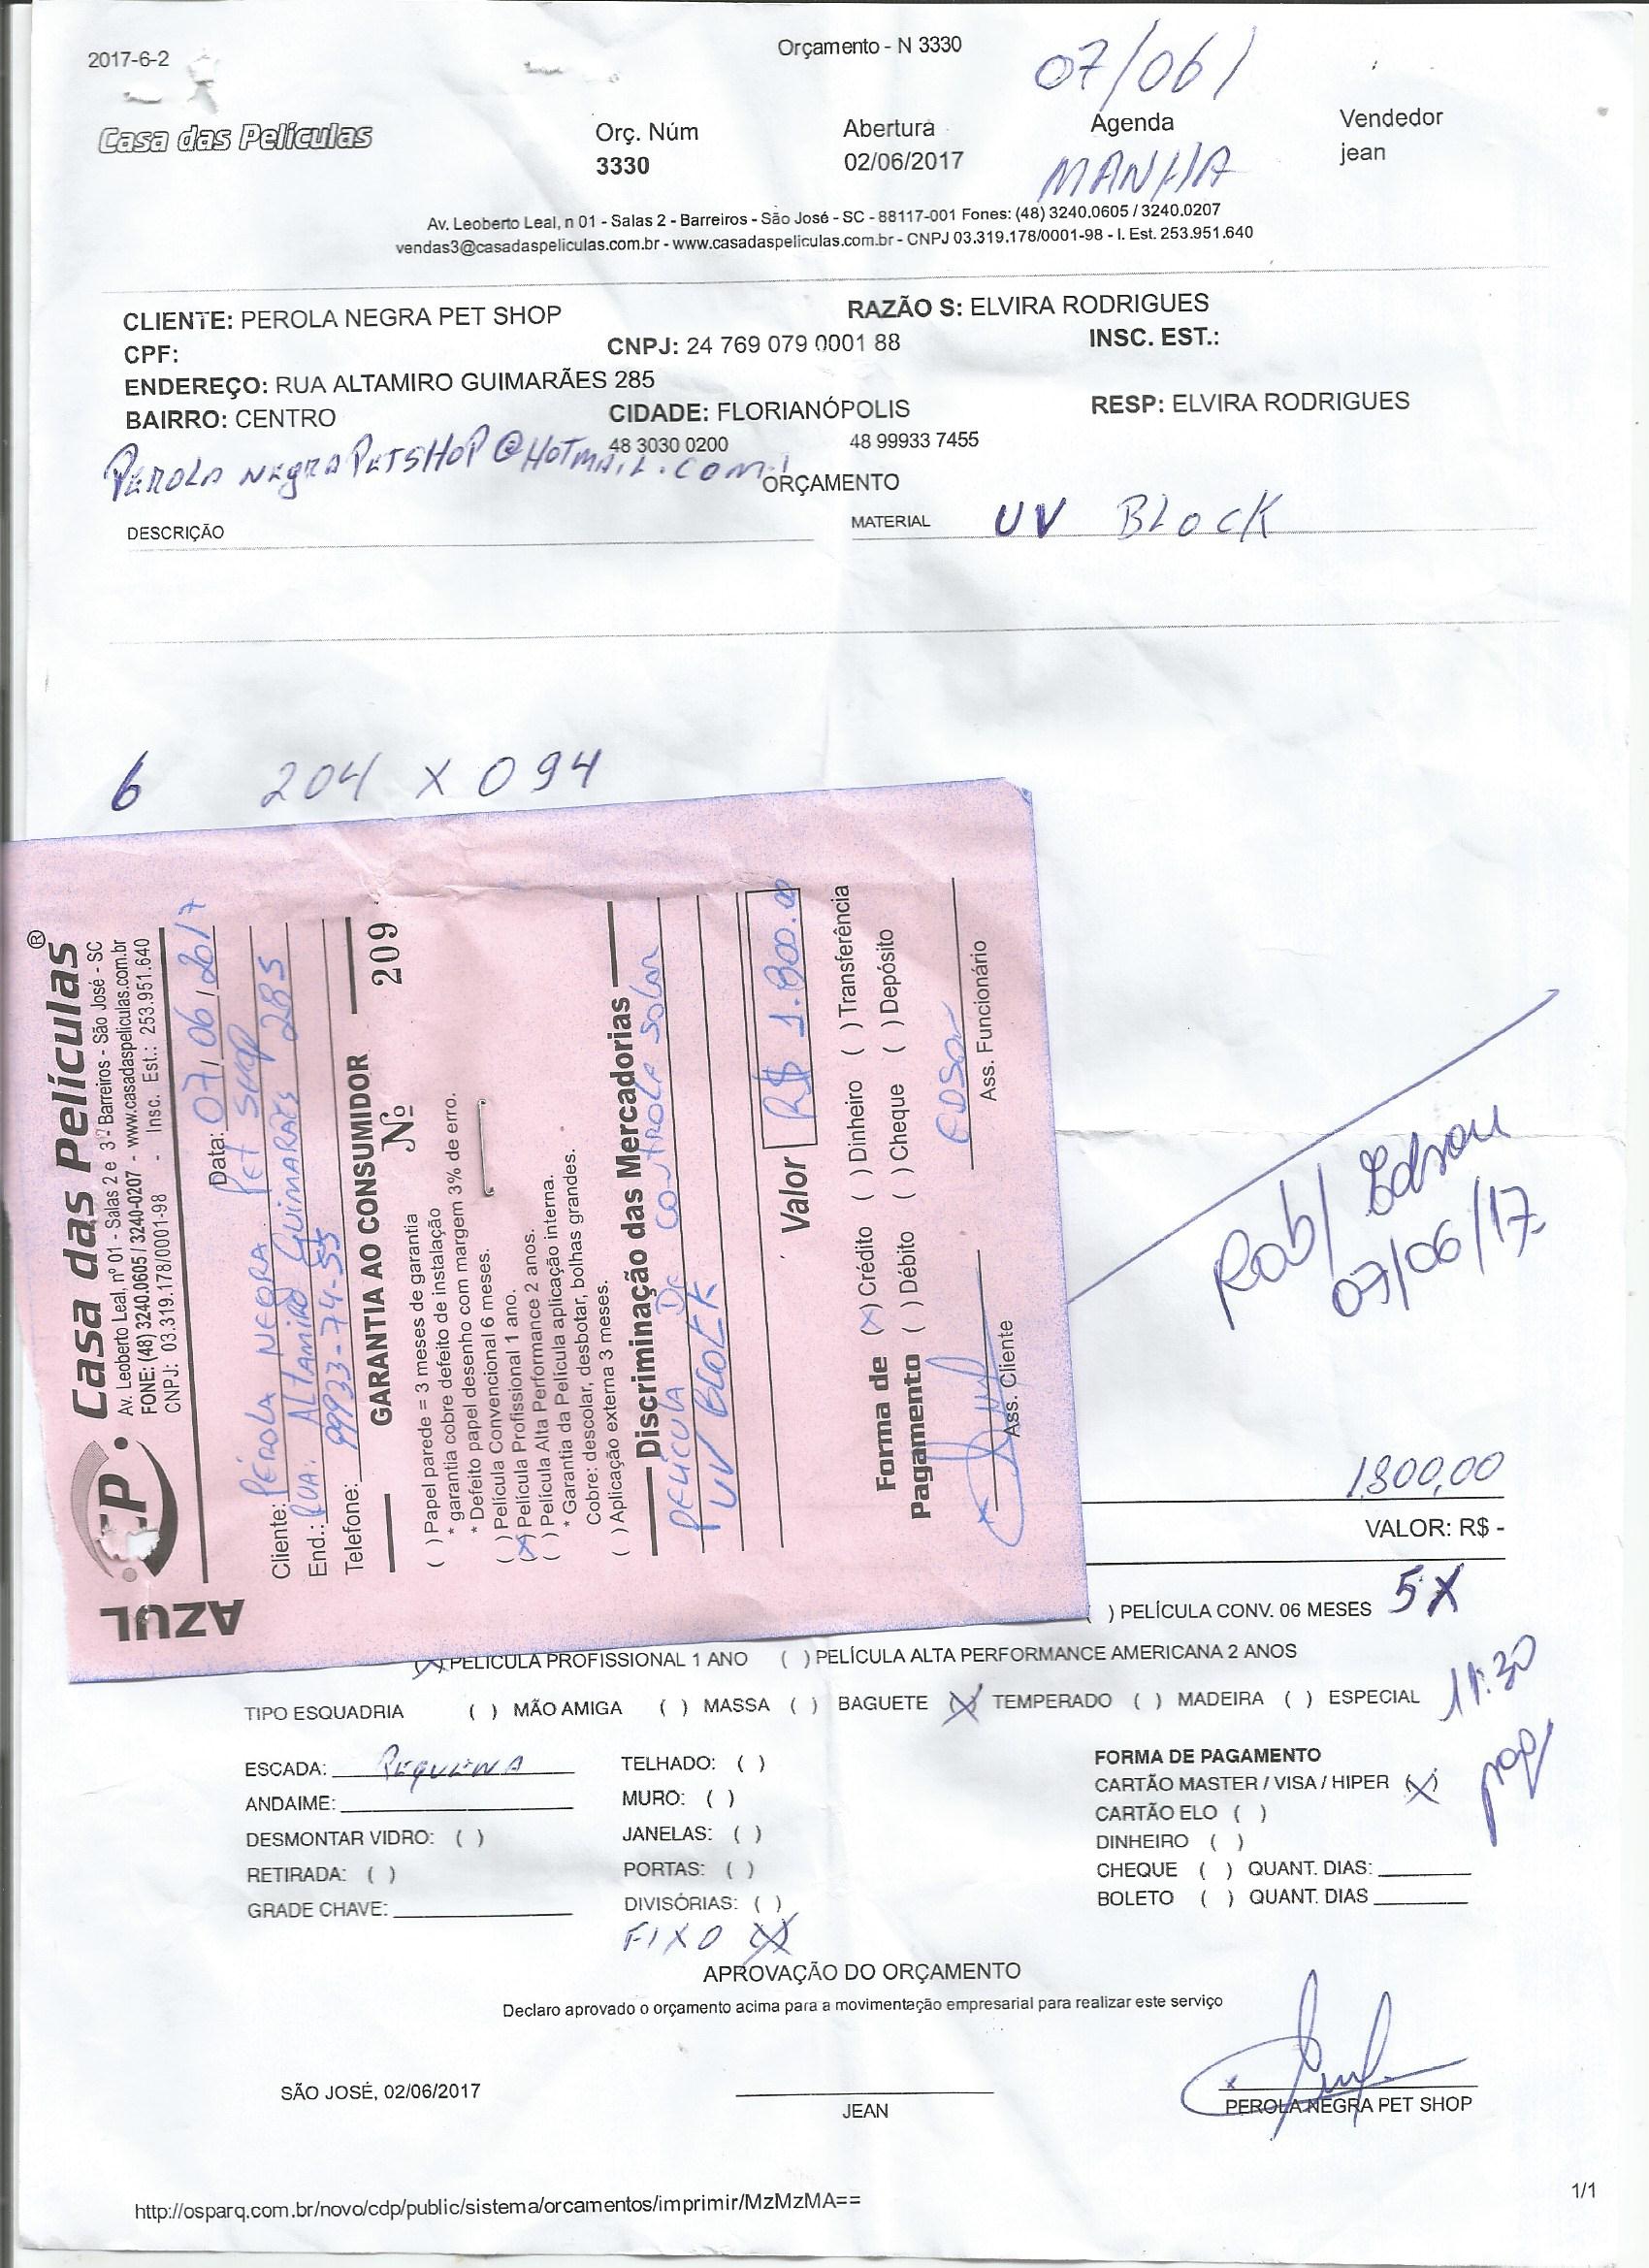 2017-6-2
Orçamento - N 3330
07/06/
Casa das Películas
Orç. Núm
3330
Abertura
02/06/2017
Agenda
MANHA
Vendedor
jean
Av. Leoberto Leal, n 01 - Salas 2 - Barreiros - São José - SC - 88117-001 Fones: (48) 3240.0605 / 3240.0207
vendas3@casadaspeliculas.com.br - www.casadaspeliculas.com.br - CNPJ 03.319.178/0001-98 - I. Est. 253.951.640
CLIENTE: PEROLA NEGRA PET SHOP
RAZÃO S: ELVIRA RODRIGUES
CPF:
CNPJ: 24 769 079 0001 88
INSC. EST.:
ENDEREÇO: RUA ALTAMIRO GUIMARÃES 285
BAIRRO: CENTRO
CIDADE: FLORIANÓPOLIS
RESP: ELVIRA RODRIGUES
48 3030 0200
48 99933 7455
PEROLA NEGRA PETSHOP@HOTMAIL.COM
ORÇAMENTO
DESCRIÇÃO
MATERIAL UV BLOCK
6 204 X 094
AZUL
Casa das Películas®
Av. Leoberto Leal, nº 01 - Salas 2 e 3 - Barreiros - São José - SC
FONE: (48) 3240.0605 / 3240-0207 - www.casadaspeliculas.com.br
CNPJ: 03.319.178/0001-98 - Insc. Est.: 253.951.640
Data: 07/06/2017
Cliente: PÉROLA NEGRA PET SHOP
End.: RUA: ALTAMIRO GUIMARAES 285
Telefone: 99933-74-55
GARANTIA AO CONSUMIDOR
Nº 209
( ) Papel parede = 3 meses de garantia
* garantia cobre defeito de instalação
* Defeito papel desenho com margem 3% de erro.
( ) Película Convencional 6 meses.
(X) Película Profissional 1 ano.
( ) Película Alta Performance 2 anos.
* Garantia da Película aplicação interna.
Cobre: descolar, desbotar, bolhas grandes.
( ) Aplicação externa 3 meses.
Discriminação das Mercadorias
PELÍCULA DE CONTROLE SOLAR
UV BLOCK
Valor R$ 1.800.00
Forma de Pagamento
(X) Crédito ( ) Dinheiro ( ) Transferência
( ) Débito ( ) Cheque ( ) Depósito
EDSON
Ass. Cliente
Ass. Funcionário
Rob/ Edson
07/06/17
1.800,00
VALOR: R$ -
) PELÍCULA CONV. 06 MESES 5X
(X) PELÍCULA PROFISSIONAL 1 ANO ( ) PELÍCULA ALTA PERFORMANCE AMERICANA 2 ANOS
11:30
TIPO ESQUADRIA ( ) MÃO AMIGA ( ) MASSA ( ) BAGUETE (X) TEMPERADO ( ) MADEIRA ( ) ESPECIAL
ESCADA: PEQUENA
ANDAIME:
DESMONTAR VIDRO: ( )
RETIRADA: ( )
GRADE CHAVE:
TELHADO: ( )
MURO: ( )
JANELAS: ( )
PORTAS: ( )
DIVISÓRIAS: ( )
FIXO (X)
FORMA DE PAGAMENTO
CARTÃO MASTER / VISA / HIPER (X)
CARTÃO ELO ( )
DINHEIRO ( )
CHEQUE ( ) QUANT. DIAS:
BOLETO ( ) QUANT. DIAS
APROVAÇÃO DO ORÇAMENTO
Declaro aprovado o orçamento acima para a movimentação empresarial para realizar este serviço
SÃO JOSÉ, 02/06/2017
JEAN
PEROLA NEGRA PET SHOP
http://osparq.com.br/novo/cdp/public/sistema/orcamentos/imprimir/MzMzMA==
1/1